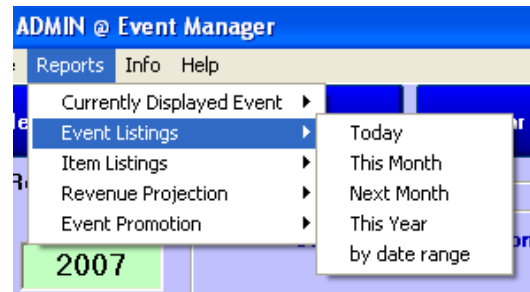 ADMIN @ Event Manager
Reports Info Help
Currently Displayed Event
Event Listings
Item Listings
Revenue Projection
Event Promotion
Today
This Month
Next Month
This Year
by date range
2007